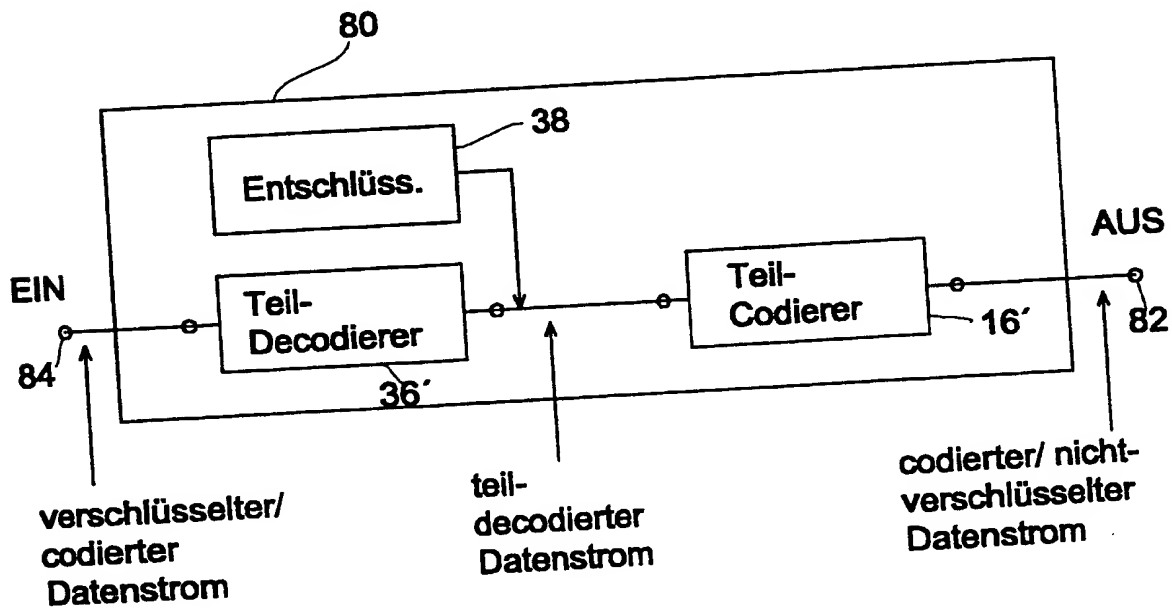 80
38
Entschlüss.
AUS
EIN
Teil-
Decodierer
Teil-
Codierer
84
36´
16´
82
verschlüsselter/
codierter
Datenstrom
teil-
decodierter
Datenstrom
codierter/ nicht-
verschlüsselter
Datenstrom